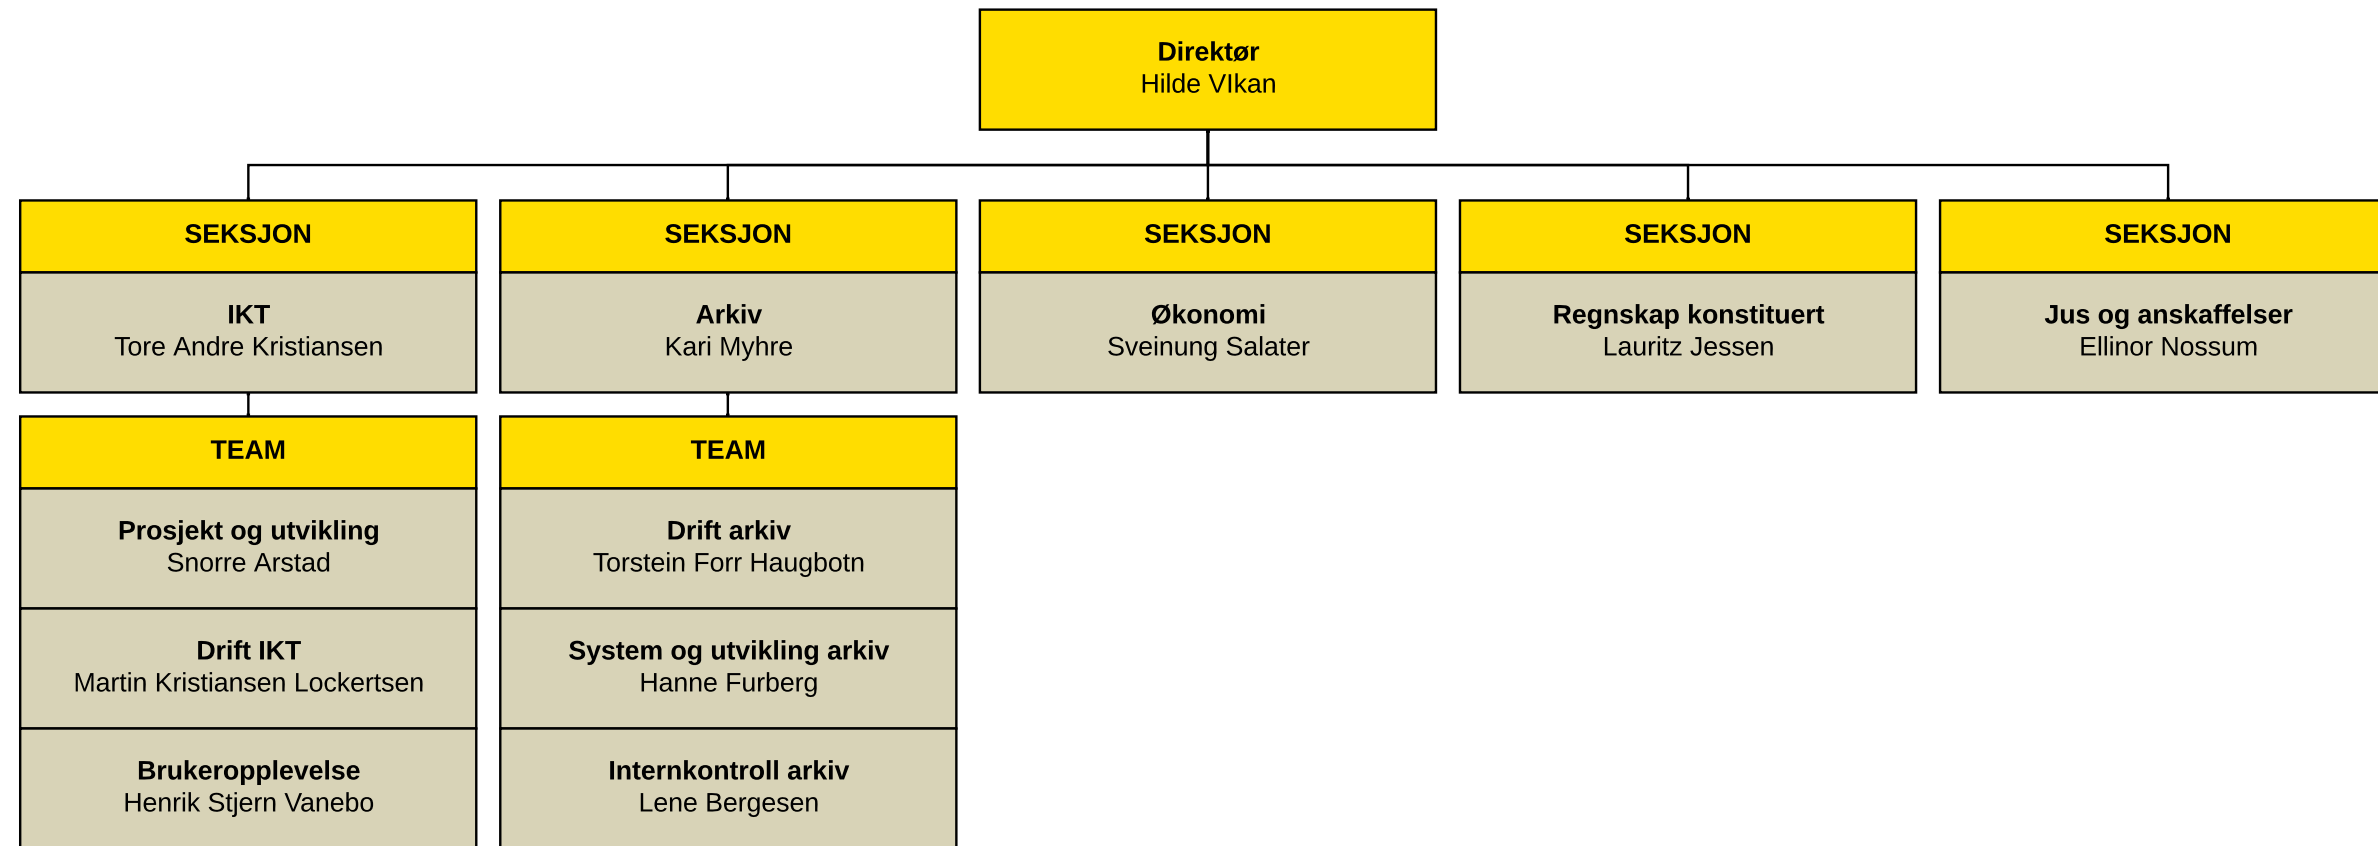 Direktør
Hilde VIkan
SEKSJON
IKT
Tore Andre Kristiansen
SEKSJON
Arkiv
Kari Myhre
SEKSJON
Økonomi
Sveinung Salater
SEKSJON
Regnskap konstituert
Lauritz Jessen
SEKSJON
Jus og anskaffelser
Ellinor Nossum
TEAM
Prosjekt og utvikling
Snorre Arstad
Drift IKT
Martin Kristiansen Lockertsen
Brukeropplevelse
Henrik Stjern Vanebo
TEAM
Drift arkiv
Torstein Forr Haugbotn
System og utvikling arkiv
Hanne Furberg
Internkontroll arkiv
Lene Bergesen